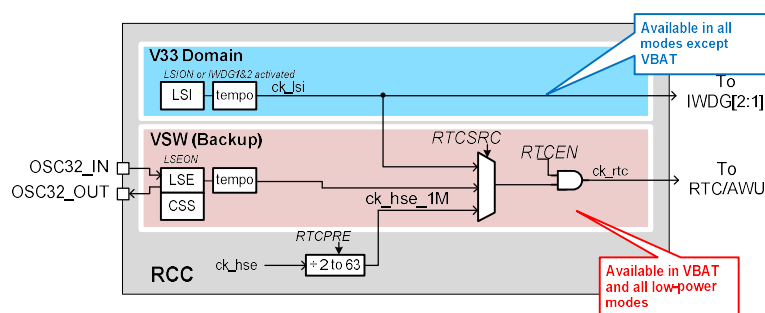 Available in all
modes except
VBAT
V33 Domain
LSION or IWDG1&2 activated
LSI
tempo
ck_lsi
To
IWDG[2:1]
VSW (Backup)
LSEON
RTCSRC
RTCEN
OSC32_IN
OSC32_OUT
LSE
tempo
CSS
ck_hse_1M
ck_rtc
To
RTC/AWU
RTCPRE
ck_hse
÷ 2 to 63
RCC
Available in VBAT
and all low-power
modes